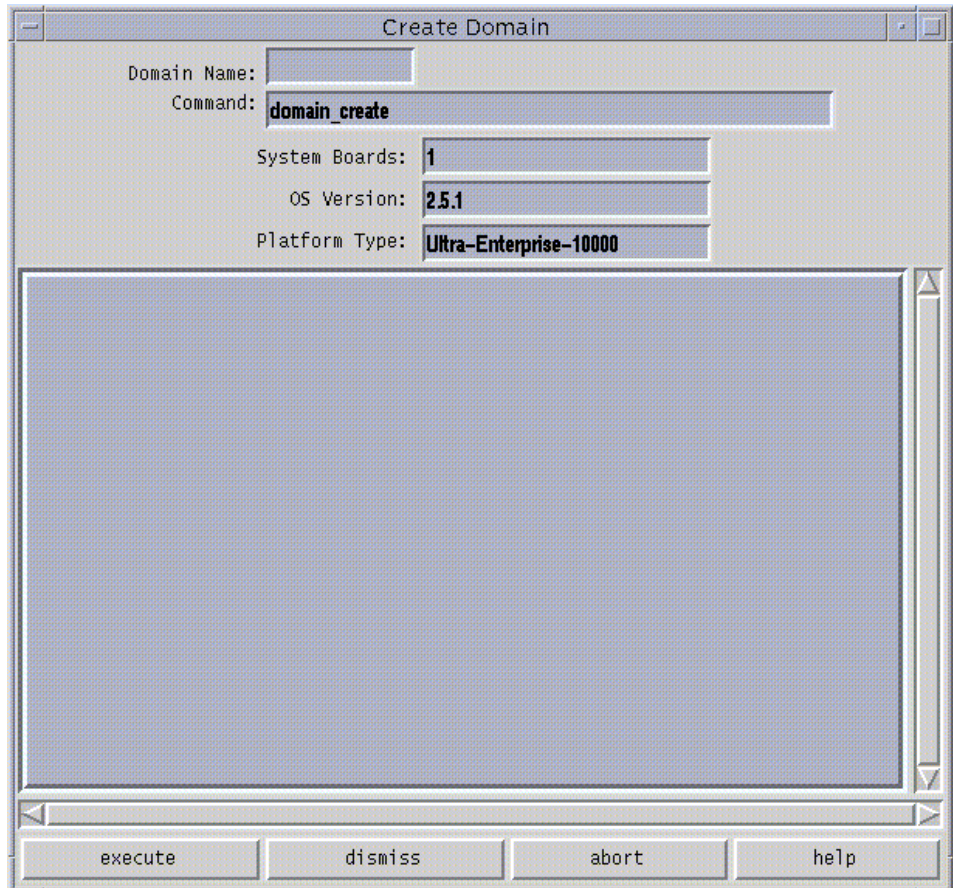 Create Domain
Domain Name:
Command: domain_create
System Boards: 1
OS Version: 2.5.1
Platform Type: Ultra-Enterprise-10000
execute dismiss abort help